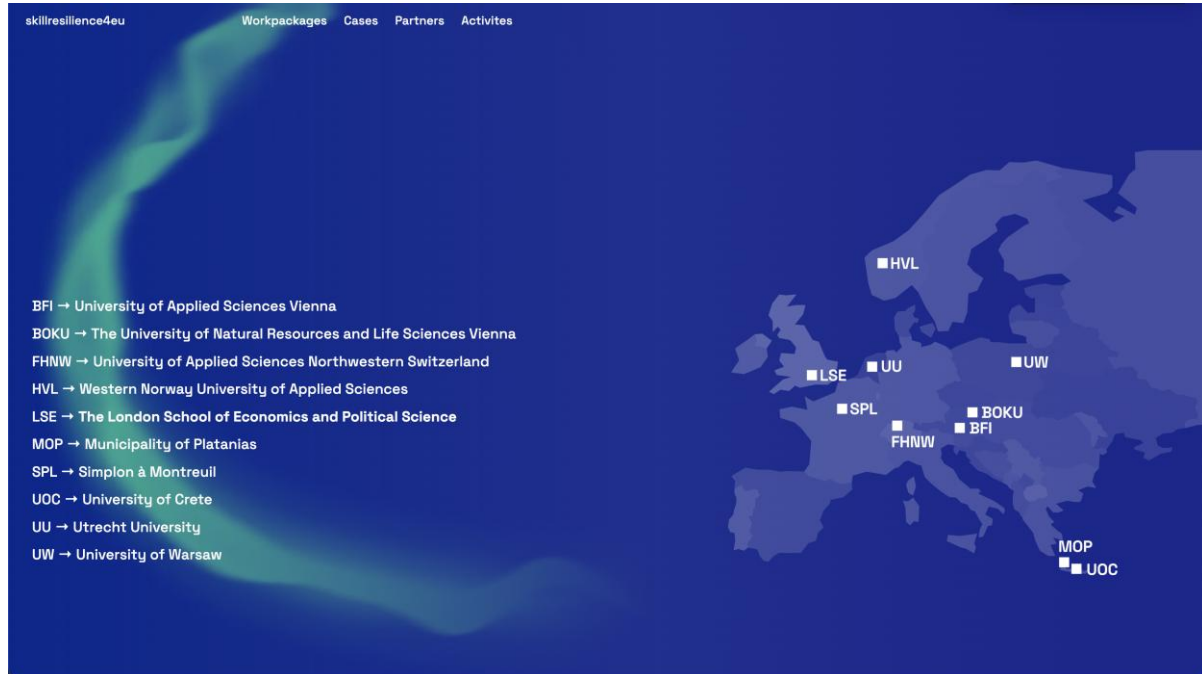 skillresilience4eu Workpackages Cases Partners Activites
BFI → University of Applied Sciences Vienna
BOKU → The University of Natural Resources and Life Sciences Vienna
FHNW → University of Applied Sciences Northwestern Switzerland
HVL → Western Norway University of Applied Sciences
LSE → The London School of Economics and Political Science
MOP → Municipality of Platanias
SPL → Simplon à Montreuil
UOC → University of Crete
UU → Utrecht University
UW → University of Warsaw
HVL
UW
UU
LSE
SPL
BOKU
BFI
FHNW
MOP
UOC